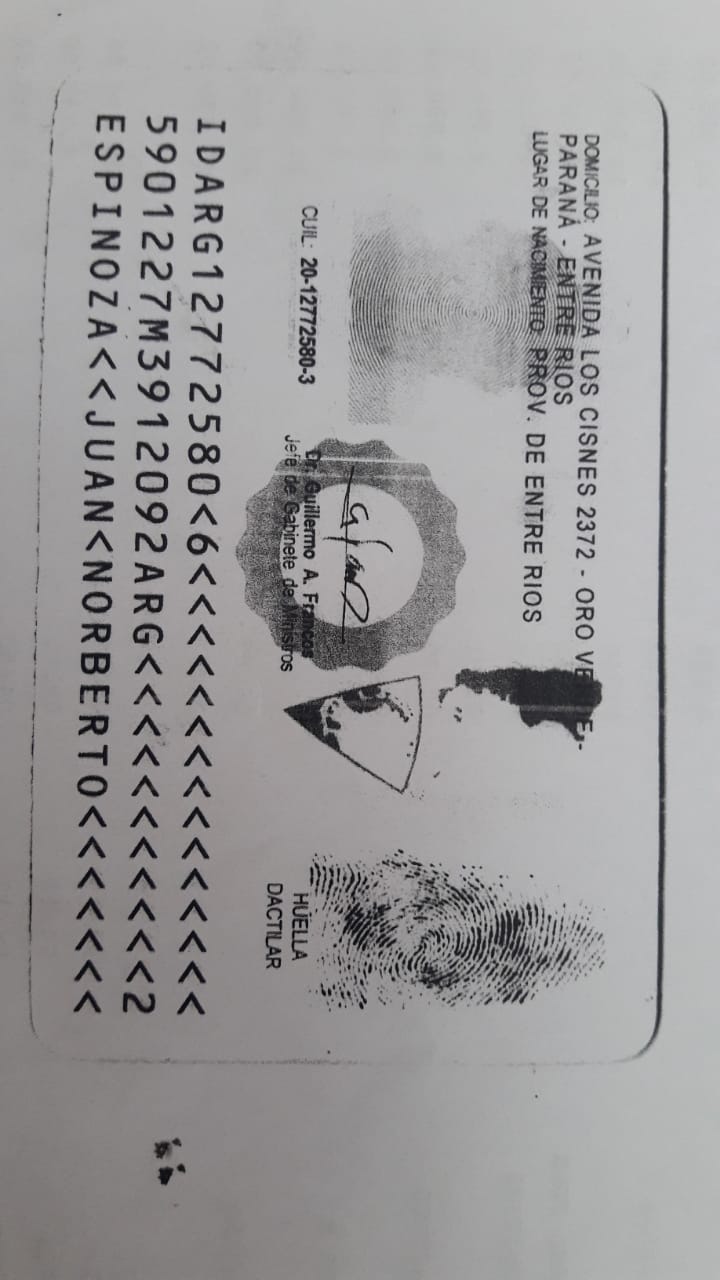 DOMICILIO: AVENIDA LOS CISNES 2372 - ORO
PARANÁ - ENTRE RIOS
LUGAR DE NACIMIENTO: PROV. DE ENTRE RIOS
CUIL: 20-12772580-3
Dr. Guillermo A. Francos
Jefe de Gabinete de Ministros
HUELLA
DACTILAR
IDARG12772580<6<<<<<<<<<<<<<<<
5901227M3912092ARG<<<<<<<<<<<2
ESPINOZA<<JUAN<NORBERTO<<<<<<<